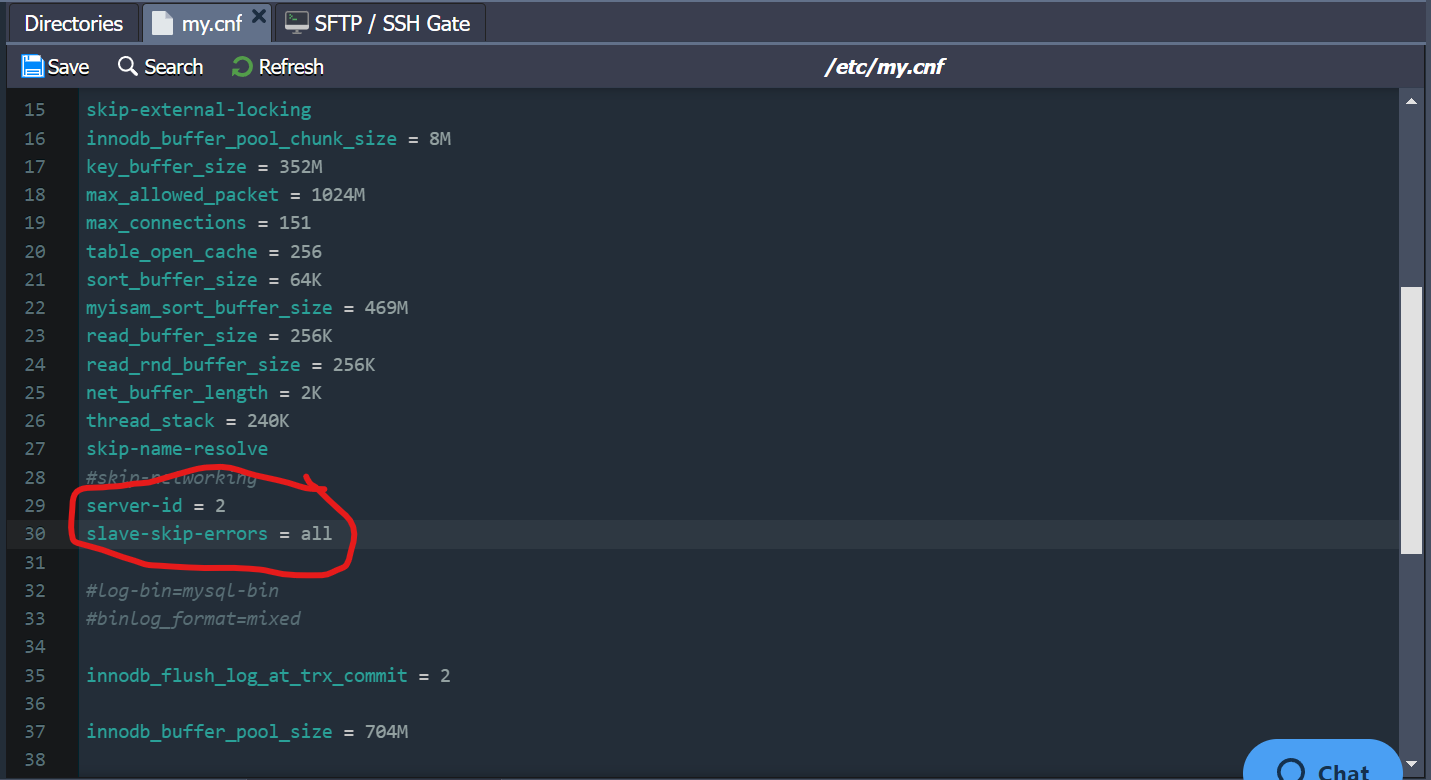 Directories my.cnf SFTP / SSH Gate
Save Search Refresh /etc/my.cnf
15 skip-external-locking
16 innodb_buffer_pool_chunk_size = 8M
17 key_buffer_size = 352M
18 max_allowed_packet = 1024M
19 max_connections = 151
20 table_open_cache = 256
21 sort_buffer_size = 64K
22 myisam_sort_buffer_size = 469M
23 read_buffer_size = 256K
24 read_rnd_buffer_size = 256K
25 net_buffer_length = 2K
26 thread_stack = 240K
27 skip-name-resolve
28 #skip-networking
29 server-id = 2
30 slave-skip-errors = all
31
32 #log-bin=mysql-bin
33 #binlog_format=mixed
34
35 innodb_flush_log_at_trx_commit = 2
36
37 innodb_buffer_pool_size = 704M
38
Chat